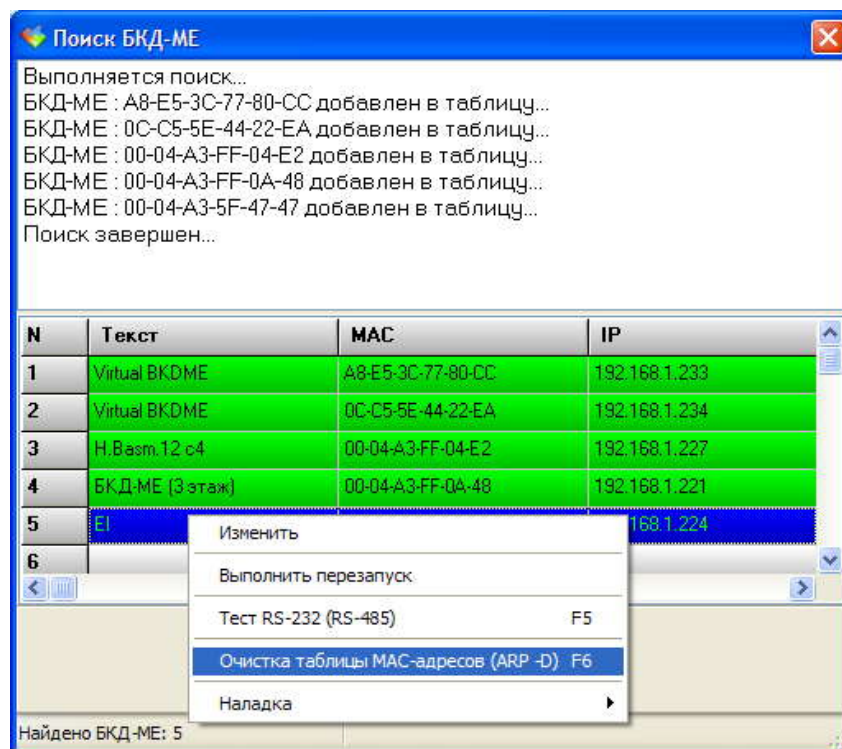 Поиск БКД-МЕ
Выполняется поиск...
БКД-МЕ : A8-E5-3C-77-80-CC добавлен в таблицу...
БКД-МЕ : 0C-C5-5E-44-22-EA добавлен в таблицу...
БКД-МЕ : 00-04-A3-FF-04-E2 добавлен в таблицу...
БКД-МЕ : 00-04-A3-FF-0A-48 добавлен в таблицу...
БКД-МЕ : 00-04-A3-5F-47-47 добавлен в таблицу...
Поиск завершен...
N Текст MAC IP
1 Virtual BKDME A8-E5-3C-77-80-CC 192.168.1.233
2 Virtual BKDME 0C-C5-5E-44-22-EA 192.168.1.234
3 H.Basm.12 c4 00-04-A3-FF-04-E2 192.168.1.227
4 БКД-МЕ (3 этаж) 00-04-A3-FF-0A-48 192.168.1.221
5 168.1.224
6
Изменить
Выполнить перезапуск
Тест RS-232 (RS-485) F5
Очистка таблицы MAC-адресов (ARP -D) F6
Наладка
Найдено БКД-МЕ: 5